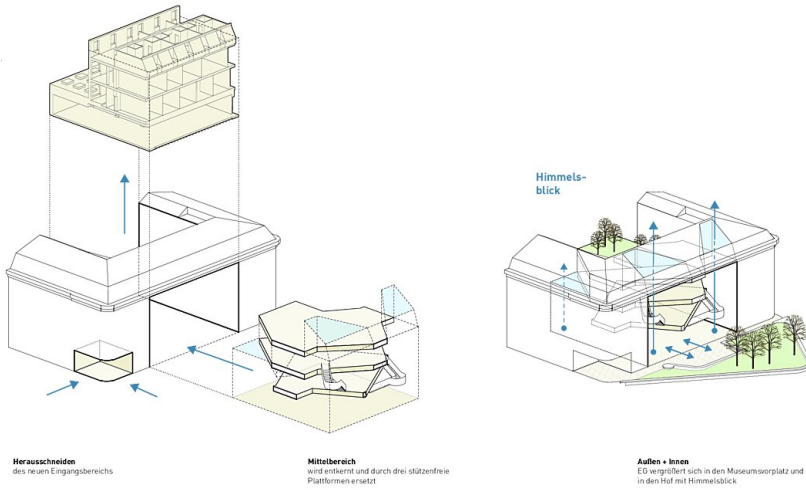 Himmels-
blick
Herausschneiden
des neuen Eingangsbereichs
Mittelbereich
wird entkernt und durch drei stützenfreie
Plattformen ersetzt
Außen + Innen
EG vergrößert sich in den Museumsvorplatz und
in den Hof mit Himmelsblick